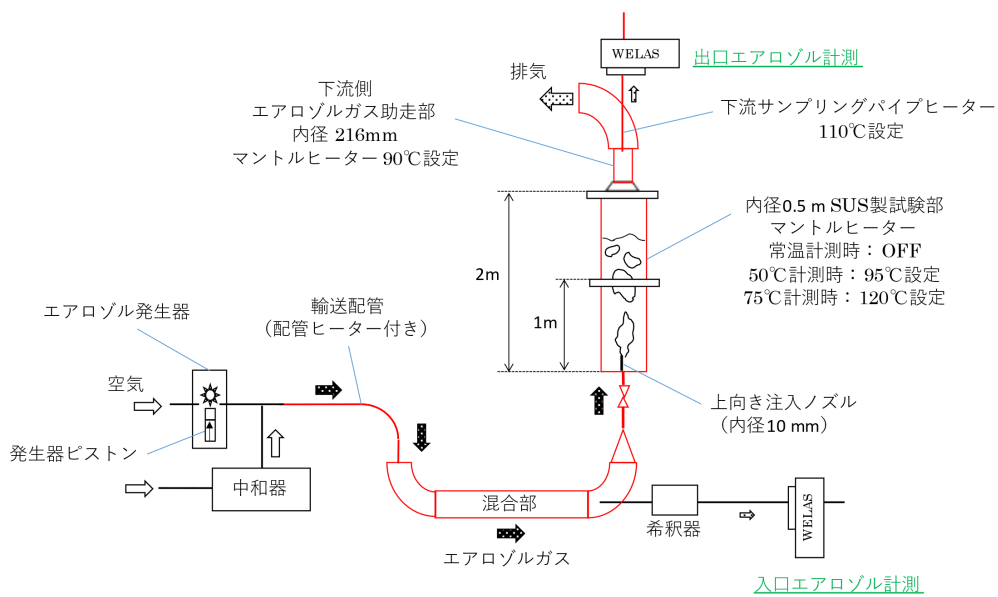 WELAS
出口エアロゾル計測
排気
下流側
エアロゾルガス助走部
内径 216mm
マントルヒーター 90℃設定
下流サンプリングパイプヒーター
110℃設定
内径0.5 m SUS製試験部
マントルヒーター
常温計測時：OFF
50℃計測時：95℃設定
75℃計測時：120℃設定
2m
1m
輸送配管
（配管ヒーター付き）
エアロゾル発生器
空気
発生器ピストン
中和器
上向き注入ノズル
（内径10 mm）
混合部
エアロゾルガス
希釈器
WELAS
入口エアロゾル計測